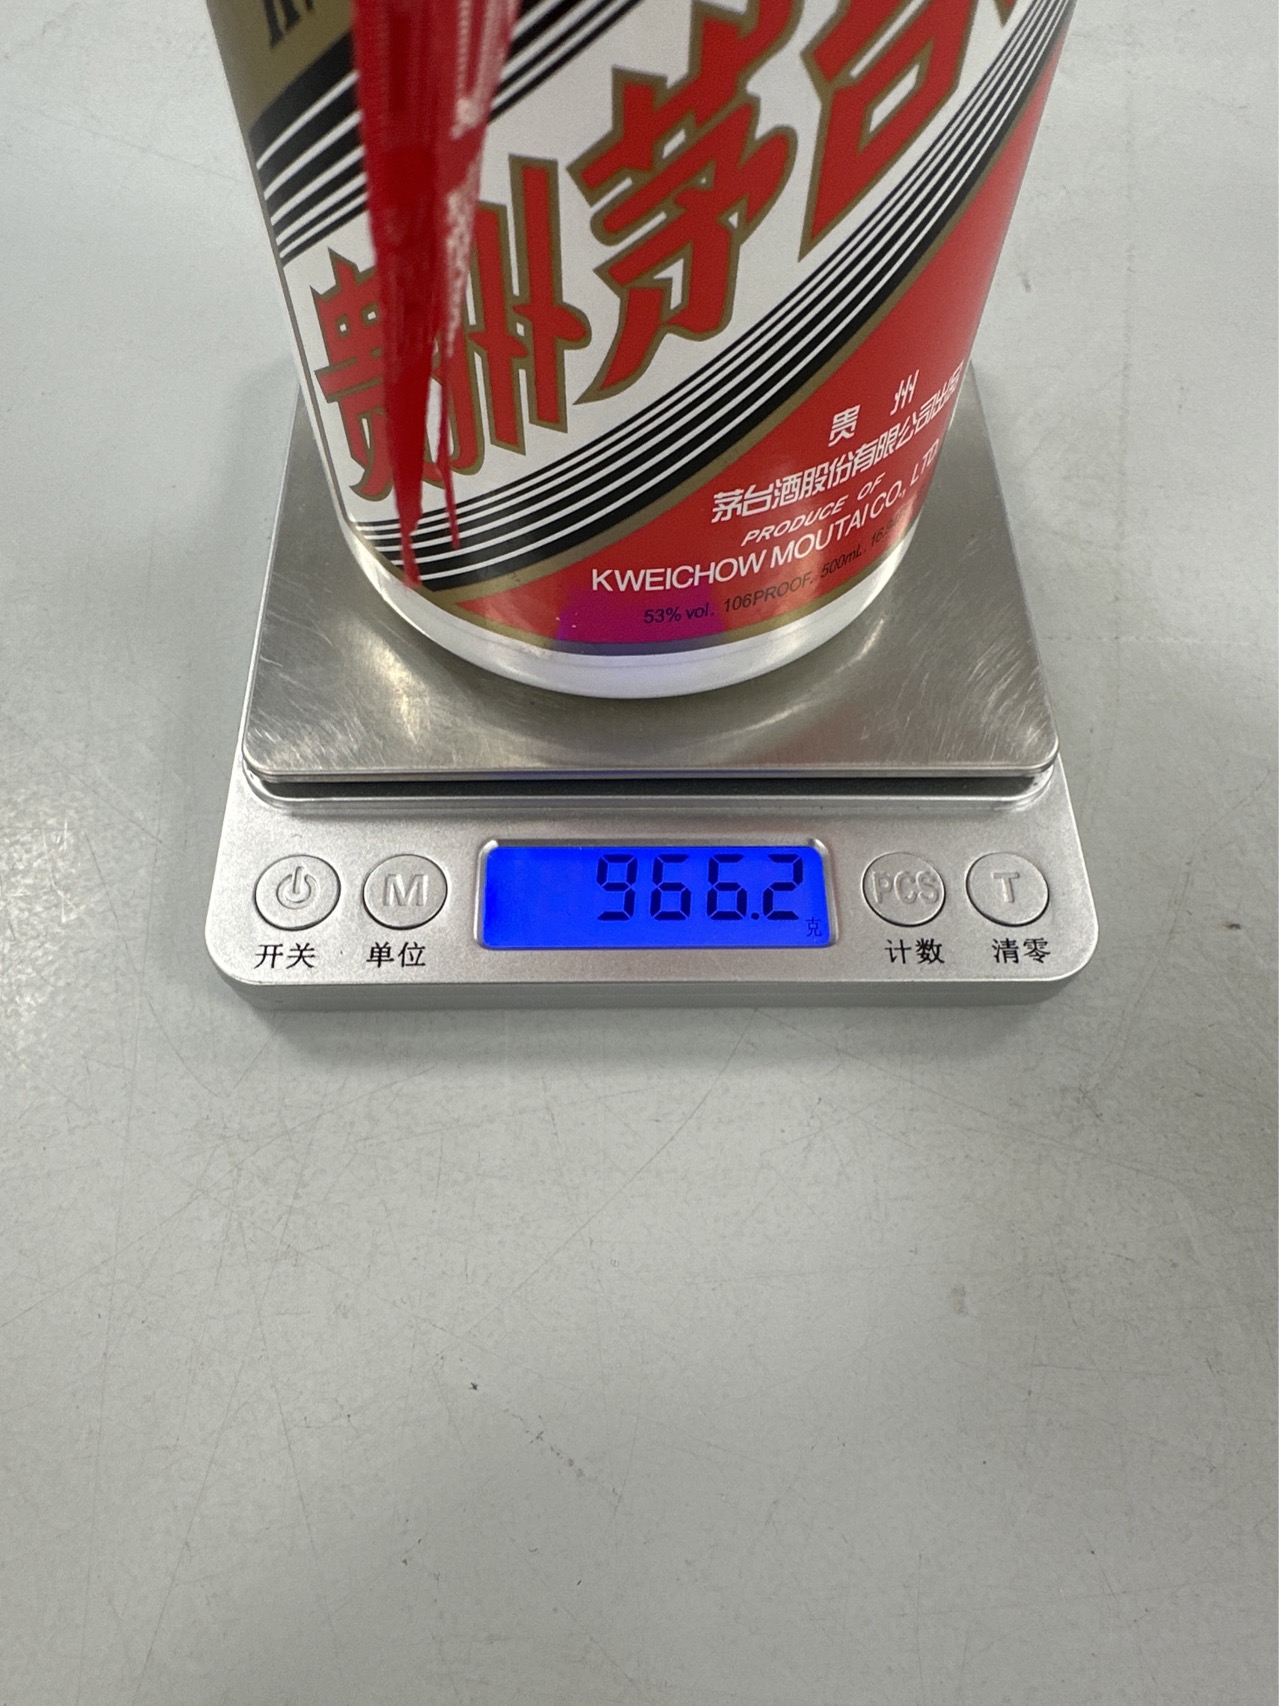 贵州茅台
贵州
茅台酒股份有限公司出品
PRODUCE OF
KWEICHOW MOUTAI CO., LTD
53% vol. 106PROOF. 500mL.
966.2
克
M
PCS
T
开关
单位
计数
清零